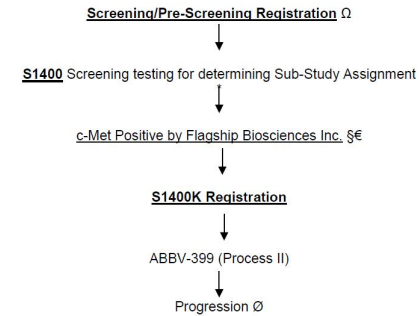 Screening/Pre-Screening Registration Ω
S1400 Screening testing for determining Sub-Study Assignment
*
c-Met Positive by Flagship Biosciences Inc. §€
S1400K Registration
ABBV-399 (Process II)
Progression Ø